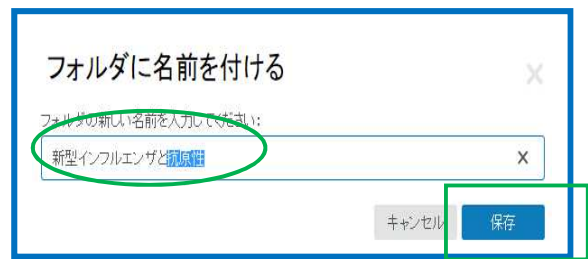 フォルダに名前を付ける
フォルダの新しい名前を入力してください:
新型インフルエンザと抗原性
キャンセル 保存